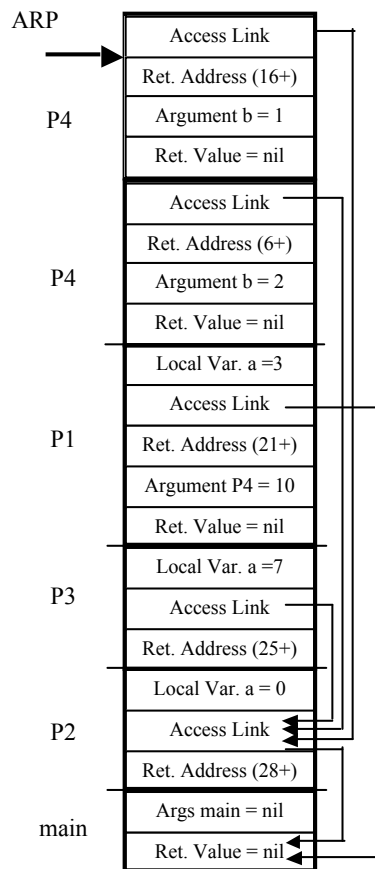 ARP
Access Link
Ret. Address (16+)
P4
Argument b = 1
Ret. Value = nil
Access Link
Ret. Address (6+)
P4
Argument b = 2
Ret. Value = nil
Local Var. a =3
Access Link
P1
Ret. Address (21+)
Argument P4 = 10
Ret. Value = nil
Local Var. a =7
P3
Access Link
Ret. Address (25+)
Local Var. a = 0
P2
Access Link
Ret. Address (28+)
Args main = nil
main
Ret. Value = nil